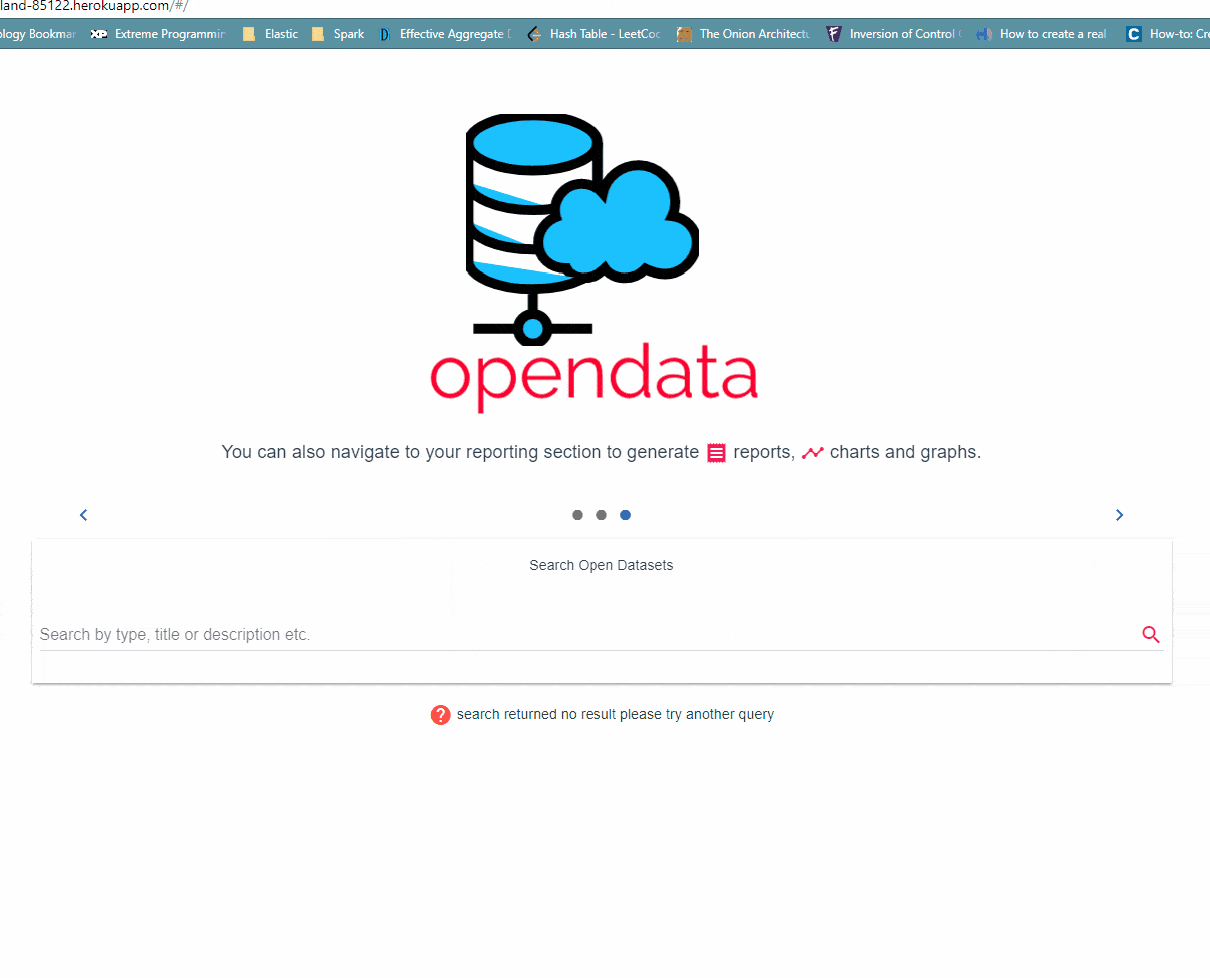 land-85122.herokuapp.com/#/
ology Bookmar XP Extreme Programmin Elastic Spark D Effective Aggregate D Hash Table - LeetCod The Onion Architectu F Inversion of Control C How to create a real C How-to: Cre
opendata
You can also navigate to your reporting section to generate reports, charts and graphs.
Search Open Datasets
Search by type, title or description etc.
? search returned no result please try another query